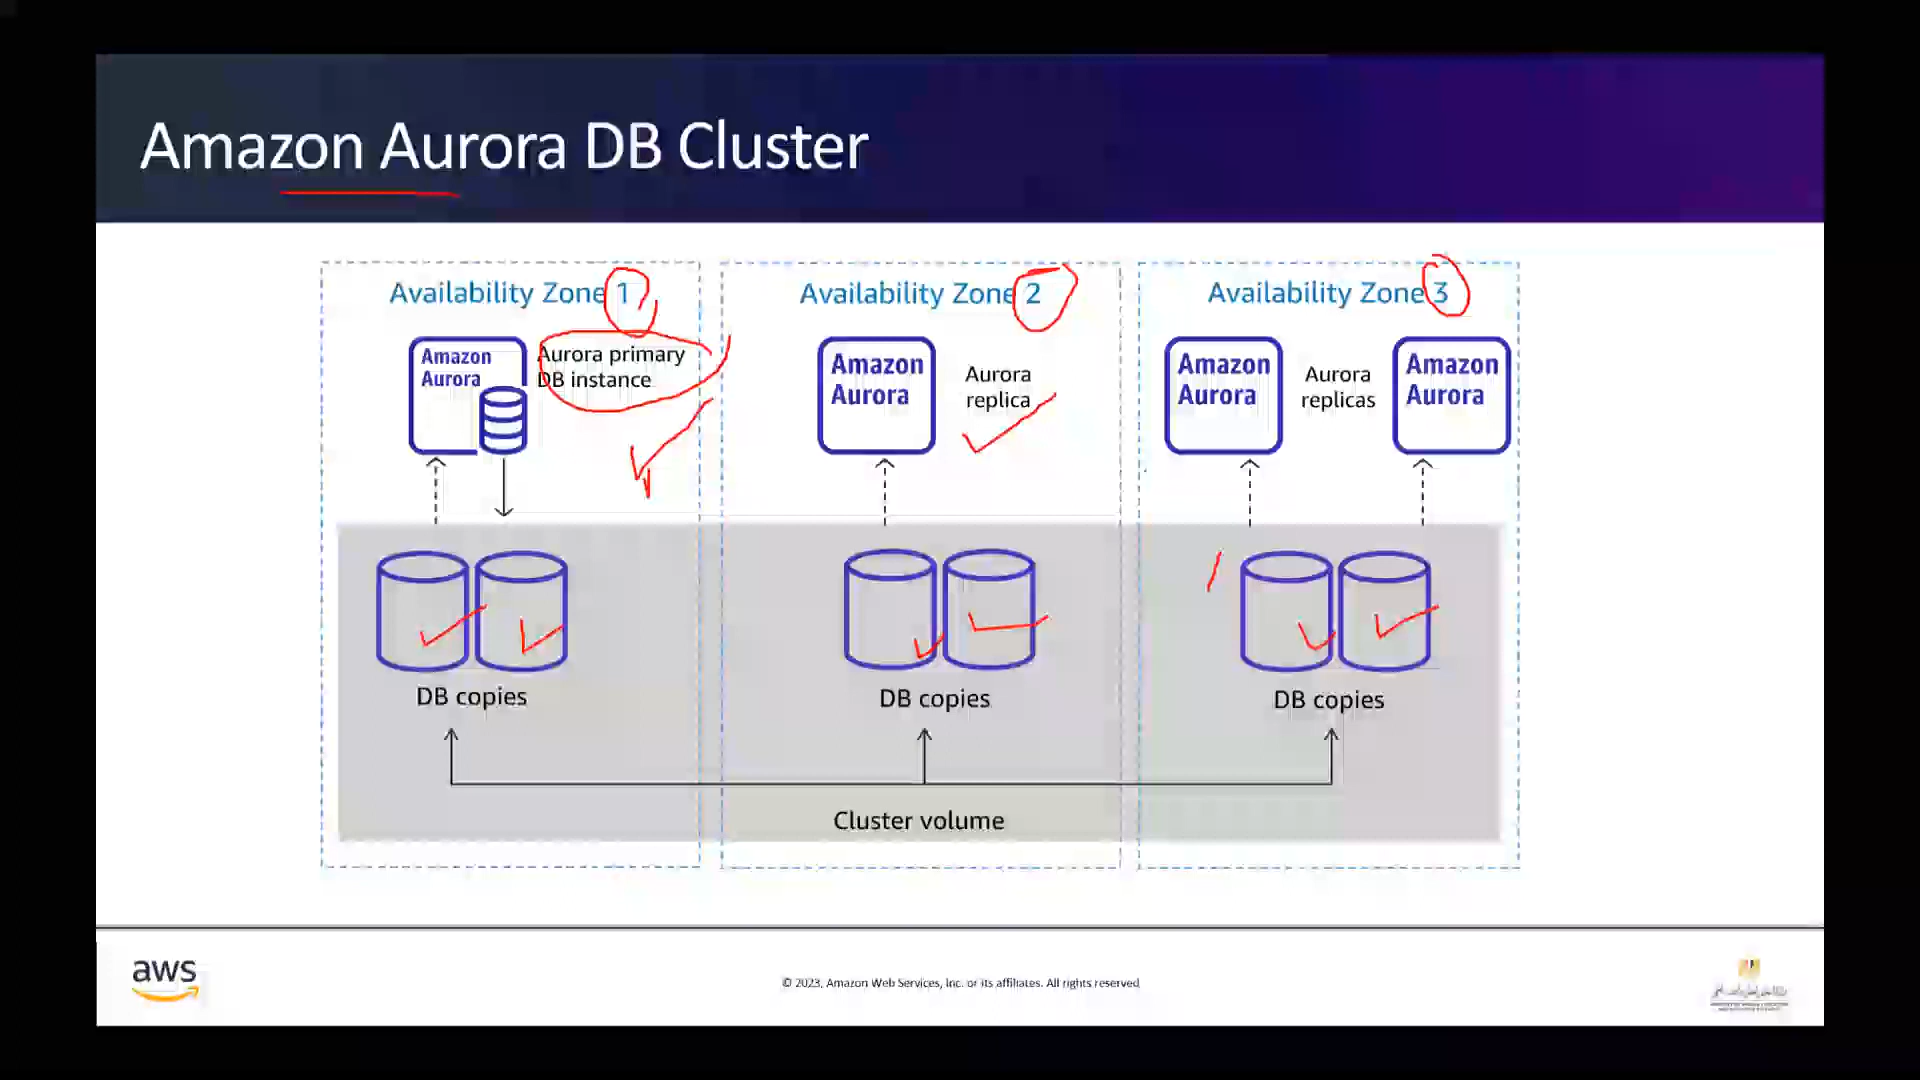 Amazon Aurora DB Cluster
Availability Zone 1
Amazon
Aurora
Aurora primary
DB instance
DB copies
Availability Zone 2
Amazon
Aurora
Aurora
replica
DB copies
Availability Zone 3
Amazon
Aurora
Aurora
replicas
Amazon
Aurora
DB copies
Cluster volume
aws
© 2023, Amazon Web Services, Inc. or its affiliates. All rights reserved